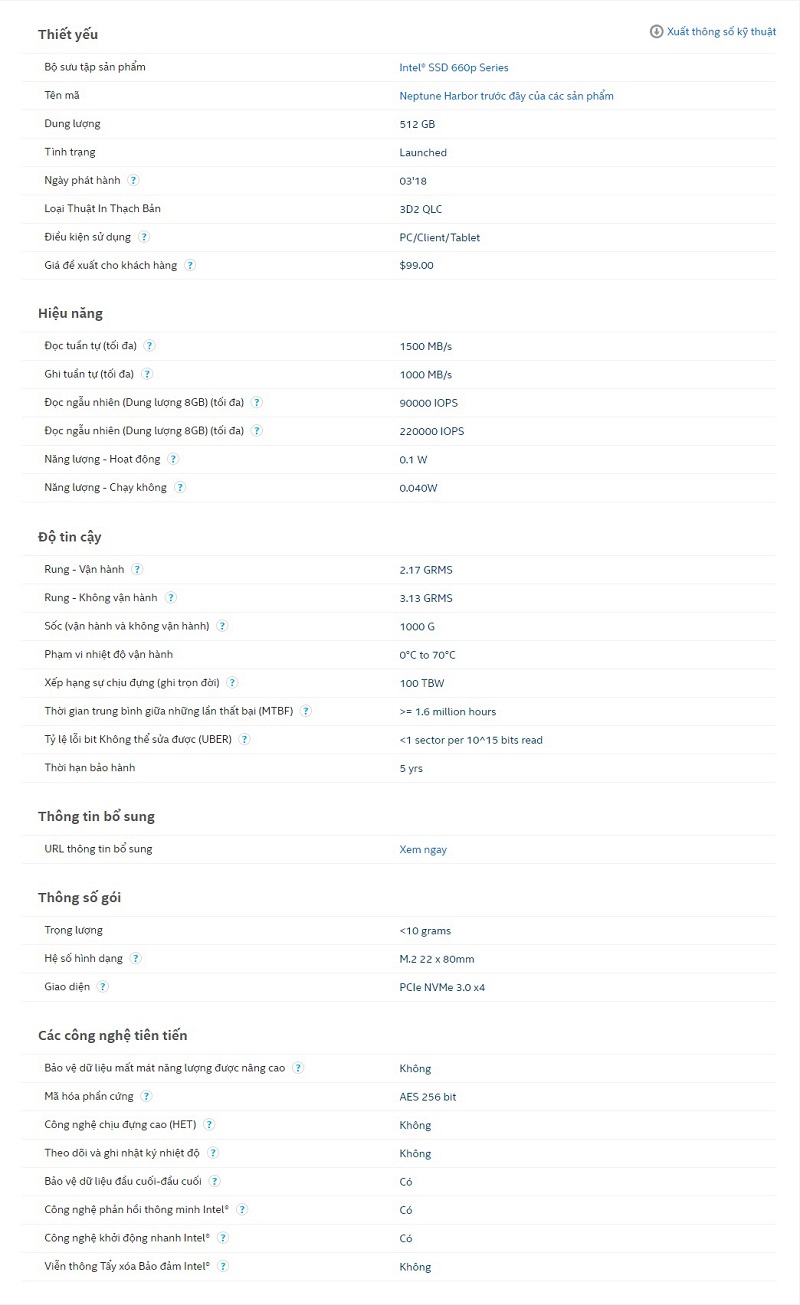 Thiết yếu
Xuất thông số kỹ thuật
Bộ sưu tập sản phẩm Intel® SSD 660p Series
Tên mã Neptune Harbor trước đây của các sản phẩm
Dung lượng 512 GB
Tình trạng Launched
Ngày phát hành ? 03'18
Loại Thuật In Thạch Bản 3D2 QLC
Điều kiện sử dụng ? PC/Client/Tablet
Giá đề xuất cho khách hàng ? $99.00
Hiệu năng
Đọc tuần tự (tối đa) ? 1500 MB/s
Ghi tuần tự (tối đa) ? 1000 MB/s
Đọc ngẫu nhiên (Dung lượng 8GB) (tối đa) ? 90000 IOPS
Đọc ngẫu nhiên (Dung lượng 8GB) (tối đa) ? 220000 IOPS
Năng lượng - Hoạt động ? 0.1 W
Năng lượng - Chạy không ? 0.040W
Độ tin cậy
Rung - Vận hành ? 2.17 GRMS
Rung - Không vận hành ? 3.13 GRMS
Sốc (vận hành và không vận hành) ? 1000 G
Phạm vi nhiệt độ vận hành 0°C to 70°C
Xếp hạng sự chịu đựng (ghi trọn đời) ? 100 TBW
Thời gian trung bình giữa những lần thất bại (MTBF) ? >= 1.6 million hours
Tỷ lệ lỗi bit Không thể sửa được (UBER) ? <1 sector per 10^15 bits read
Thời hạn bảo hành 5 yrs
Thông tin bổ sung
URL thông tin bổ sung Xem ngay
Thông số gói
Trọng lượng <10 grams
Hệ số hình dạng ? M.2 22 x 80mm
Giao diện ? PCIe NVMe 3.0 x4
Các công nghệ tiên tiến
Bảo vệ dữ liệu mất mát năng lượng được nâng cao ? Không
Mã hóa phần cứng ? AES 256 bit
Công nghệ chịu đựng cao (HET) ? Không
Theo dõi và ghi nhật ký nhiệt độ ? Không
Bảo vệ dữ liệu đầu cuối-đầu cuối ? Có
Công nghệ phản hồi thông minh Intel® ? Có
Công nghệ khởi động nhanh Intel® ? Có
Viễn thông Tẩy xóa Bảo đảm Intel® ? Không